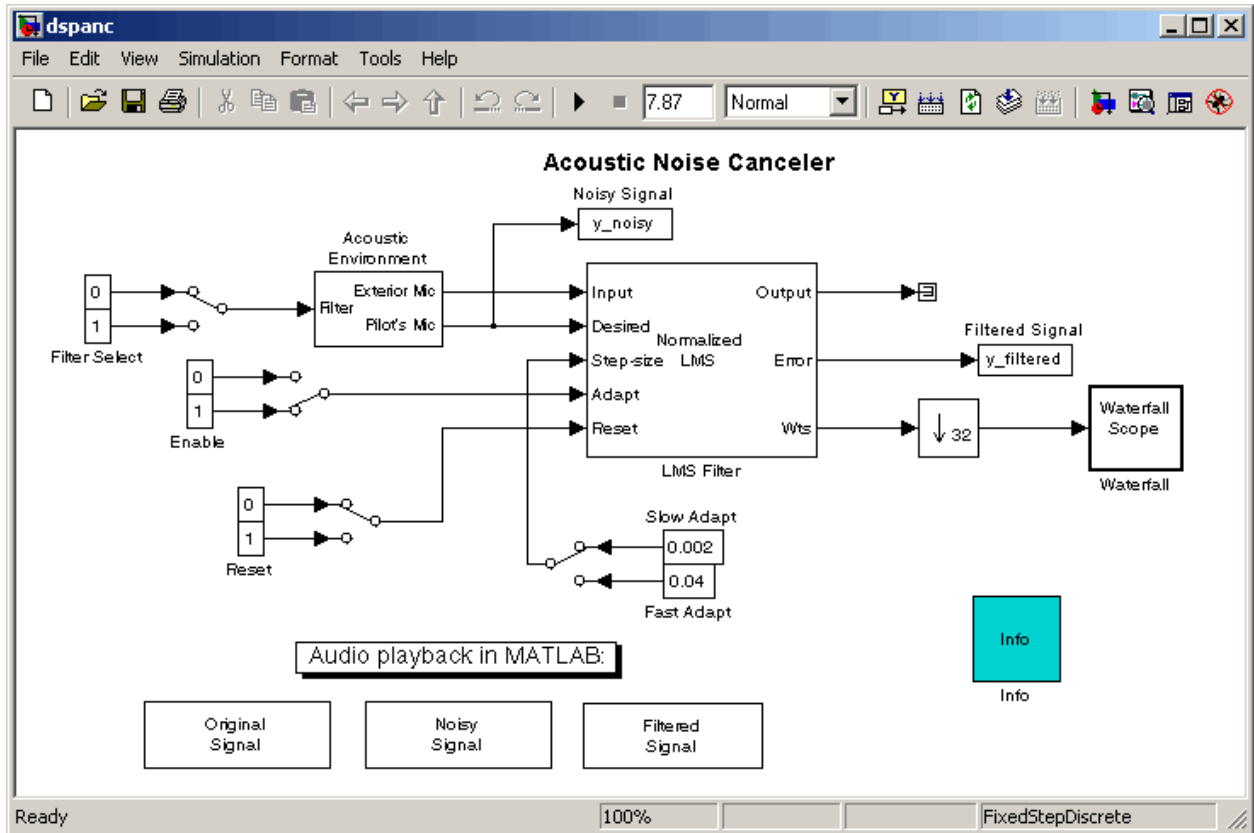 dspanc
File Edit View Simulation Format Tools Help
7.87 Normal
Acoustic Noise Canceler
Noisy Signal
y_noisy
Acoustic
Environment
Filter
Exterior Mic
Pilot's Mic
0
1
Filter Select
0
1
Enable
0
1
Reset
Input
Desired
Step-size
Adapt
Reset
Normalized
LMS
Output
Error
Wts
LMS Filter
Filtered Signal
y_filtered
32
Waterfall
Scope
Waterfall
Slow Adapt
0.002
0.04
Fast Adapt
Info
Info
Audio playback in MATLAB:
Original
Signal
Noisy
Signal
Filtered
Signal
Ready 100% FixedStepDiscrete